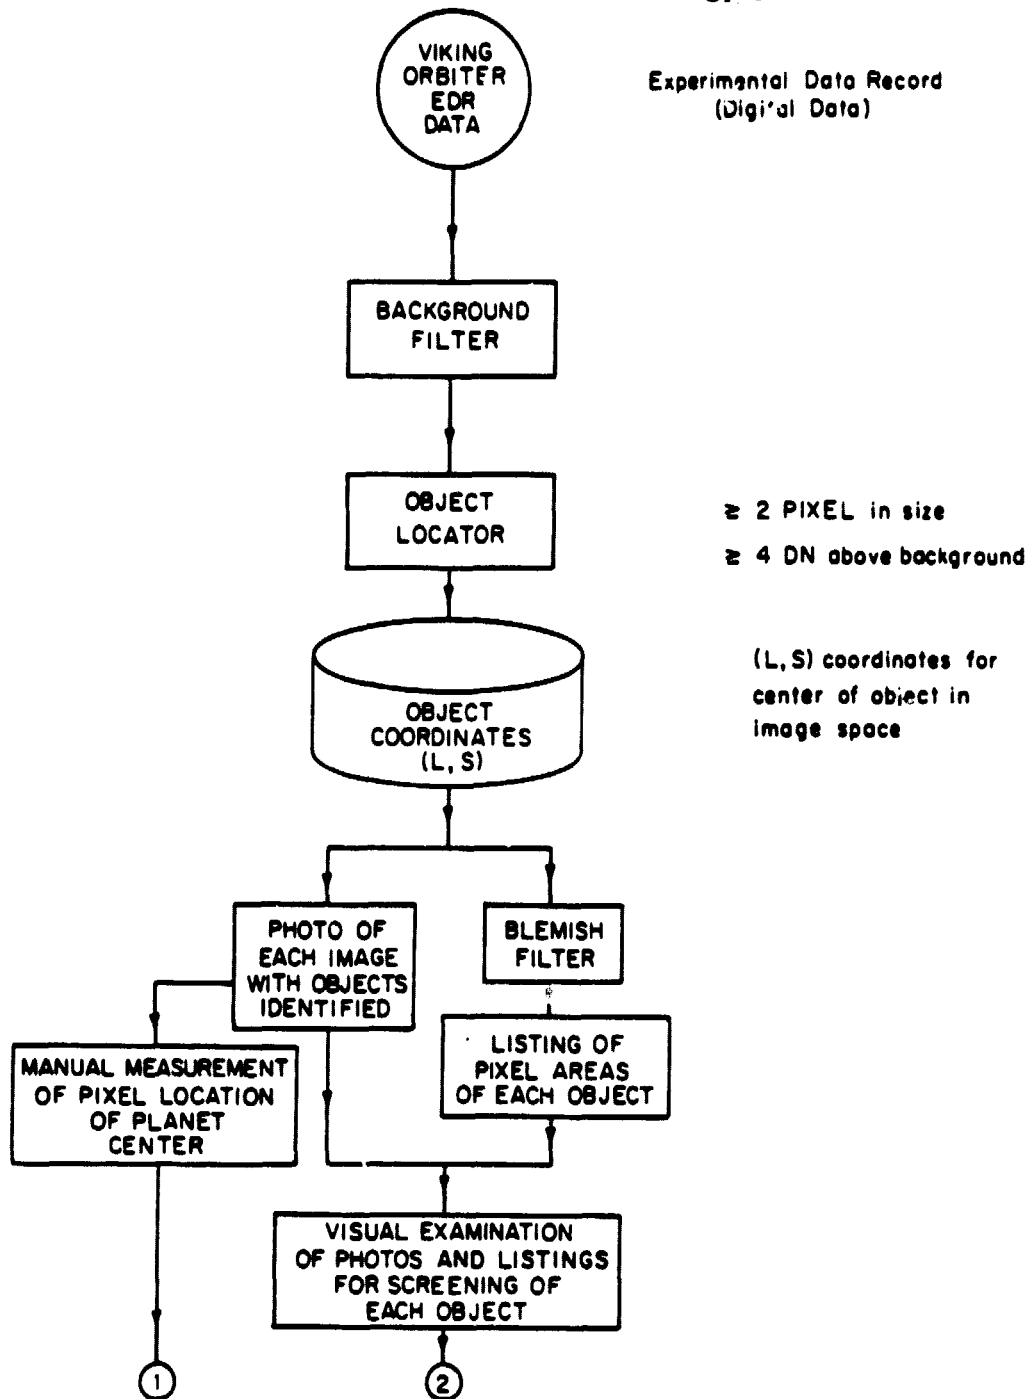 VIKING
ORBITER
EDR
DATA
Experimental Data Record
(Digital Data)
BACKGROUND
FILTER
OBJECT
LOCATOR
≥ 2 PIXEL in size
≥ 4 DN above background
OBJECT
COORDINATES
(L, S)
(L, S) coordinates for
center of object in
image space
PHOTO OF
EACH IMAGE
WITH OBJECTS
IDENTIFIED
BLEMISH
FILTER
MANUAL MEASUREMENT
OF PIXEL LOCATION
OF PLANET
CENTER
LISTING OF
PIXEL AREAS
OF EACH OBJECT
VISUAL EXAMINATION
OF PHOTOS AND LISTINGS
FOR SCREENING OF
EACH OBJECT
1
2